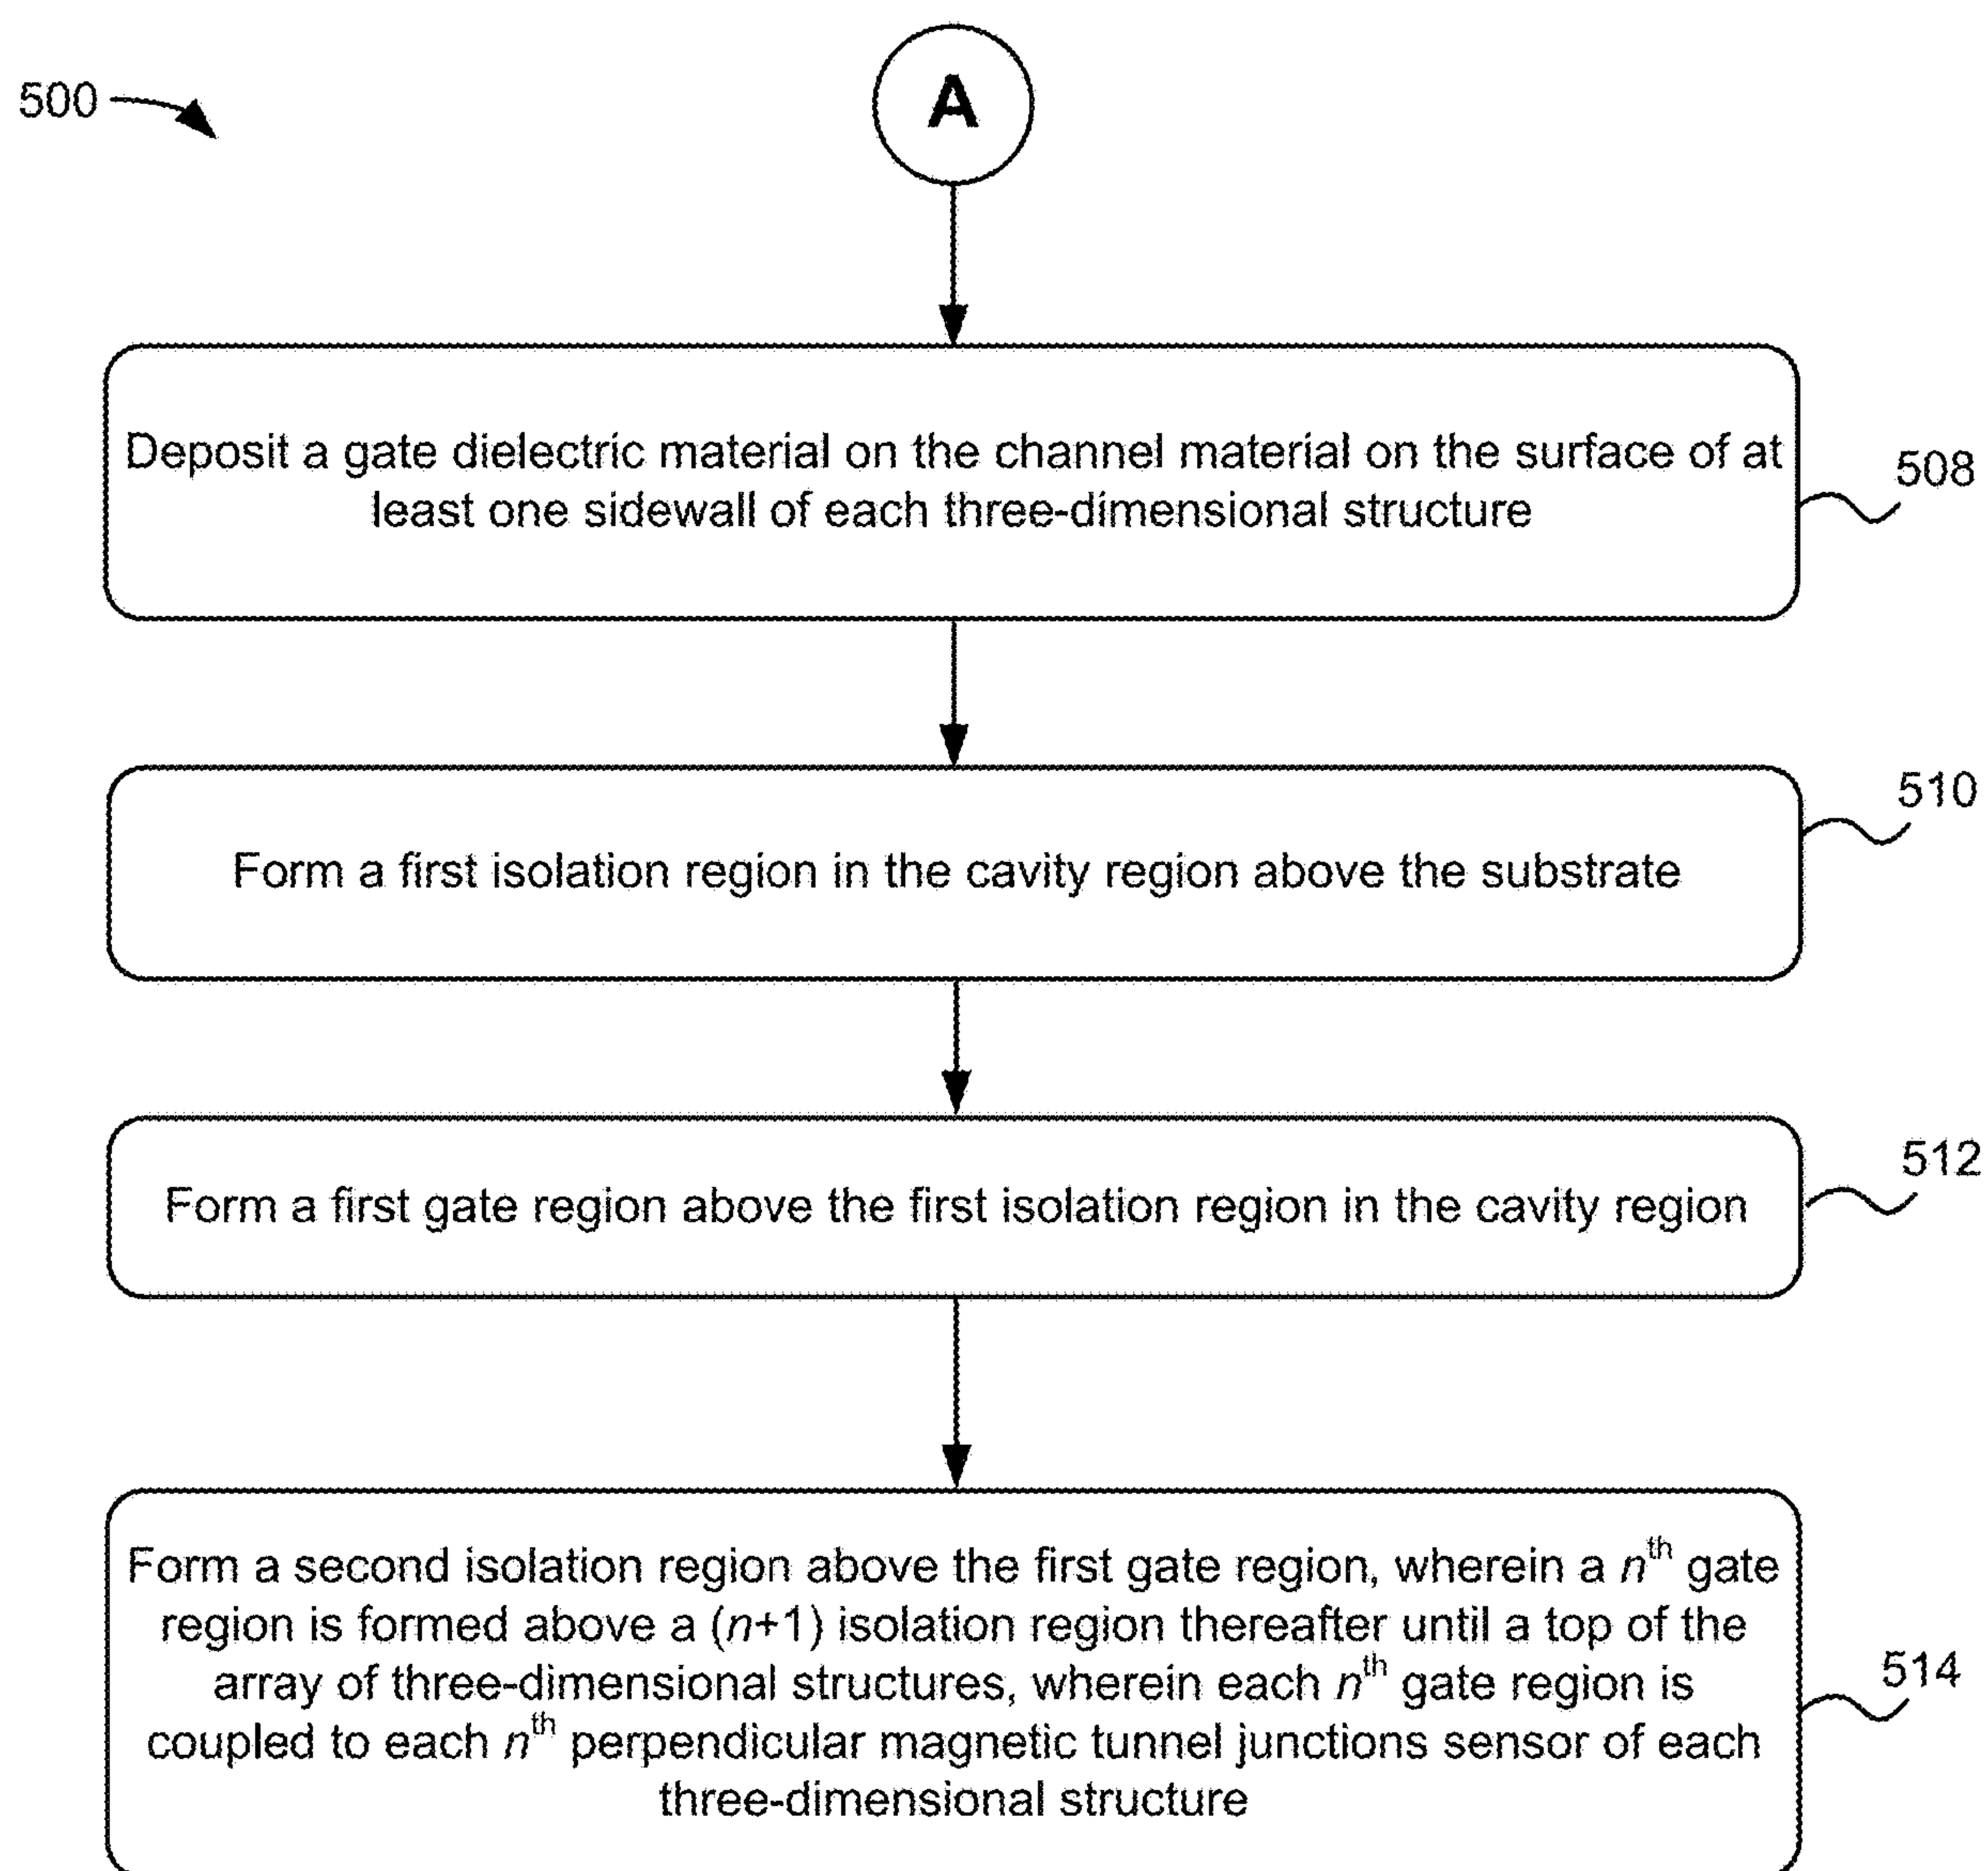 500
A
Deposit a gate dielectric material on the channel material on the surface of at
least one sidewall of each three-dimensional structure
508
510
Form a first isolation region in the cavity region above the substrate
512
Form a first gate region above the first isolation region in the cavity region
Form a second isolation region above the first gate region, wherein a nth gate
region is formed above a (n+1) isolation region thereafter until a top of the
array of three-dimensional structures, wherein each nth gate region is
coupled to each nth perpendicular magnetic tunnel junctions sensor of each
three-dimensional structure
514